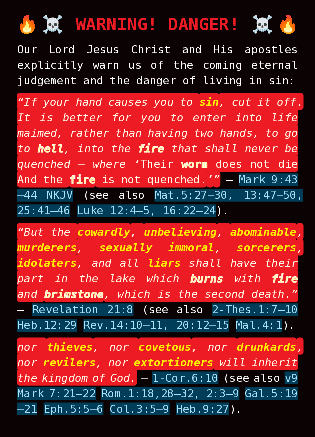 🔥☠️ WARNING! DANGER! ☠️🔥
Our Lord Jesus Christ and His apostles
explicitly warn us of the coming eternal
judgement and the danger of living in sin:
“If your hand causes you to sin, cut it off.
It is better for you to enter into life
maimed, rather than having two hands, to go
to hell, into the fire that shall never be
quenched — where ‘Their worm does not die
And the fire is not quenched.’” — Mark 9:43
—44 NKJV (see also Mat.5:27—30, 13:47—50,
25:41—46 Luke 12:4—5, 16:22—24).
“But the cowardly, unbelieving, abominable,
murderers, sexually immoral, sorcerers,
idolaters, and all liars shall have their
part in the lake which burns with fire
and brimstone, which is the second death.”
— Revelation 21:8 (see also 2-Thes.1:7—10
Heb.12:29 Rev.14:10—11, 20:12—15 Mal.4:1).
nor thieves, nor covetous, nor drunkards,
nor revilers, nor extortioners will inherit
the kingdom of God. — 1-Cor.6:10 (see also v9
Mark 7:21—22 Rom.1:18,28—32, 2:3—9 Gal.5:19
—21 Eph.5:5—6 Col.3:5—9 Heb.9:27).